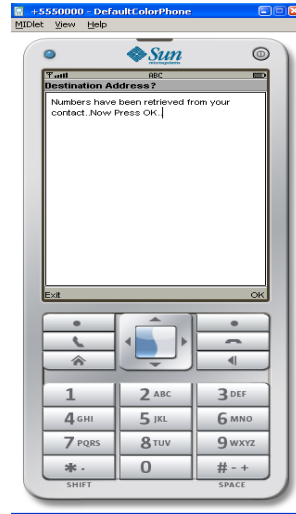 +5550000 - DefaultColorPhone
MIDlet View Help
Sun
microsystems
ABC
Destination Address?
Numbers have been retrieved from your
contact..Now Press OK..
Exit OK
1 2 ABC 3 DEF
4 GHI 5 JKL 6 MNO
7 PQRS 8 TUV 9 WXYZ
* . 0 # - +
SHIFT SPACE